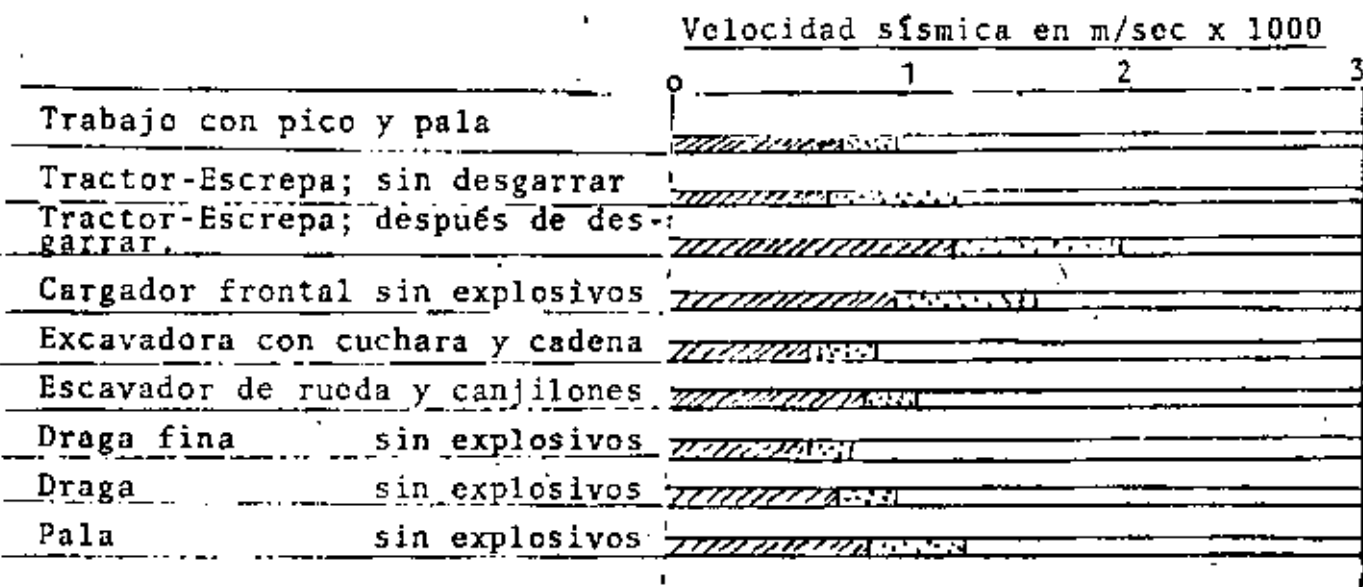 Velocidad sísmica en m/sec x 1000
0 1 2 3
Trabajo con pico y pala
Tractor-Escrepa; sin desgarrar
Tractor-Escrepa; después de des-
garrar.
Cargador frontal sin explosivos
Excavadora con cuchara y cadena
Escavador de rueda y canjilones
Draga fina sin explosivos
Draga sin explosivos
Pala sin explosivos